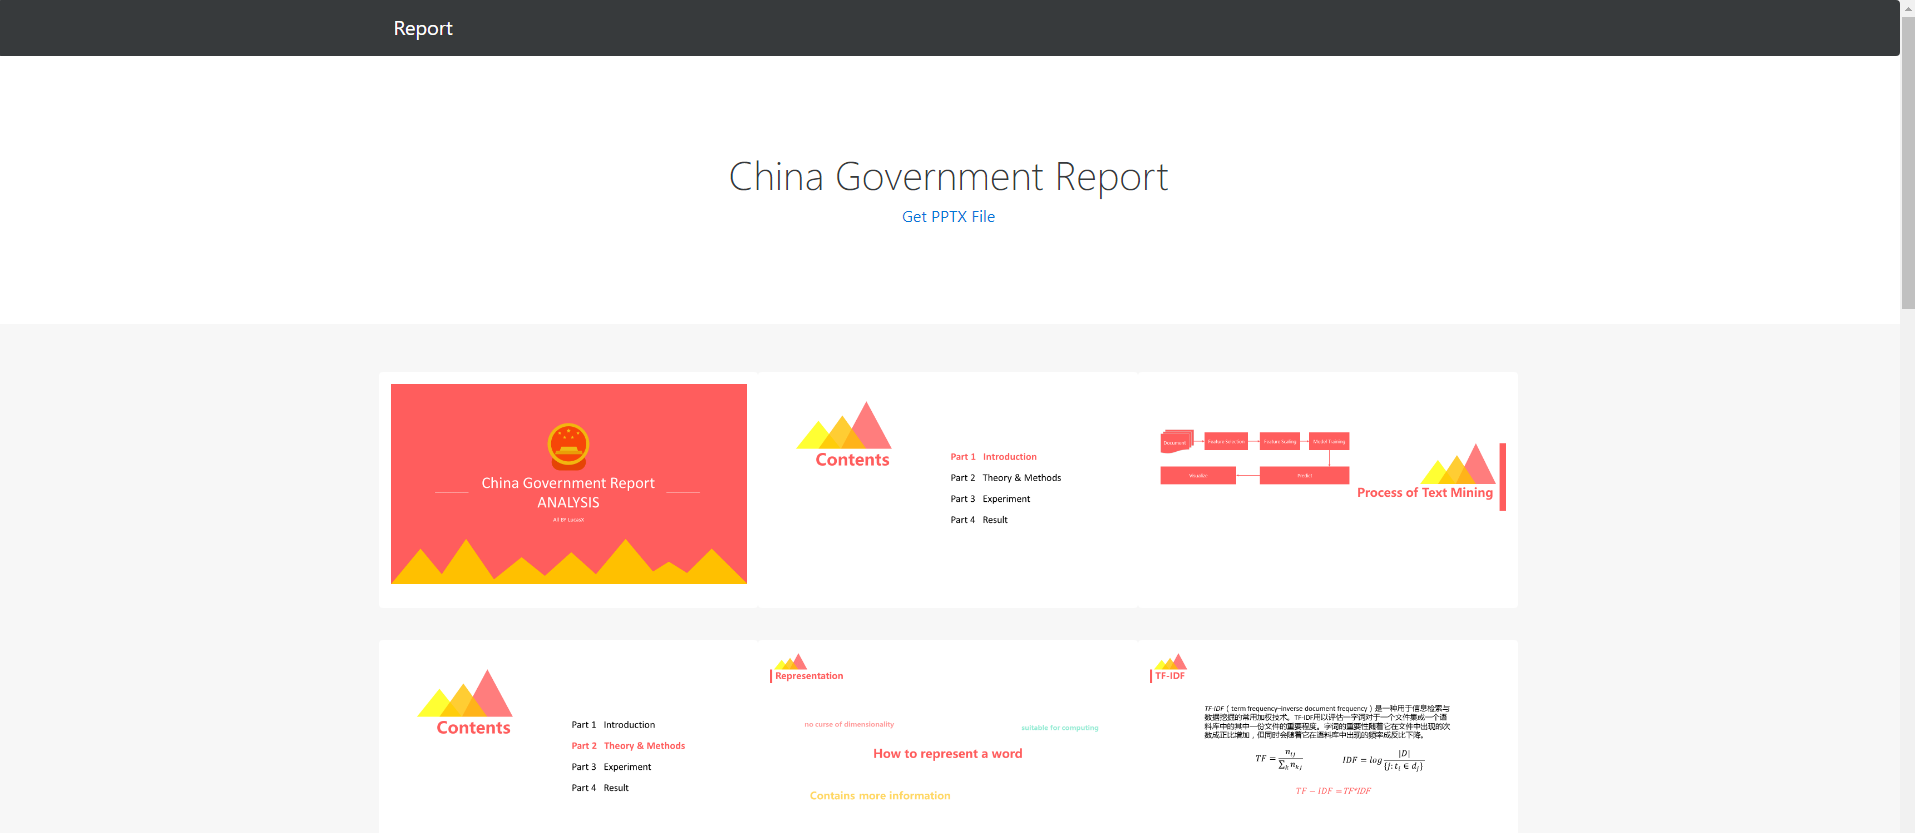 Report
China Government Report
Get PPTX File
China Government Report
ANALYSIS
All BY LucasX
Contents
Part 1 Introduction
Part 2 Theory & Methods
Part 3 Experiment
Part 4 Result
Document
Feature Selection
Feature Scaling
Model Training
Visualize
Predict
Process of Text Mining
Contents
Part 1 Introduction
Part 2 Theory & Methods
Part 3 Experiment
Part 4 Result
Representation
no curse of dimensionality
suitable for computing
How to represent a word
Contains more information
TF-IDF
TF-IDF（term frequency–inverse document frequency）是一种用于信息检索与
数据挖掘的常用加权技术。TF-IDF用以评估一字词对于一个文件集或一个语
料库中的其中一份文件的重要程度。字词的重要性随着它在文件中出现的次
数成正比增加，但同时会随着它在语料库中出现的频率成反比下降。
TF = n_{ij} / ∑_k n_{kj}
IDF = log |D| / {j: t_i ∈ d_j}
TF − IDF = TF*IDF